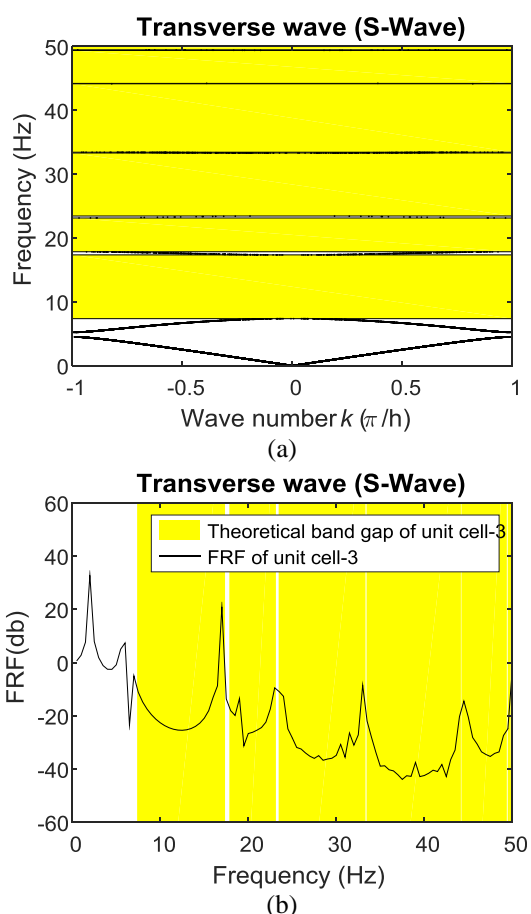 Transverse wave (S-Wave)
50
40
30
20
10
0
Frequency (Hz)
-1 -0.5 0 0.5 1
Wave number k (π/h)
(a)
Transverse wave (S-Wave)
60
40
20
0
-20
-40
-60
FRF(db)
Theoretical band gap of unit cell-3
FRF of unit cell-3
0 10 20 30 40 50
Frequency (Hz)
(b)